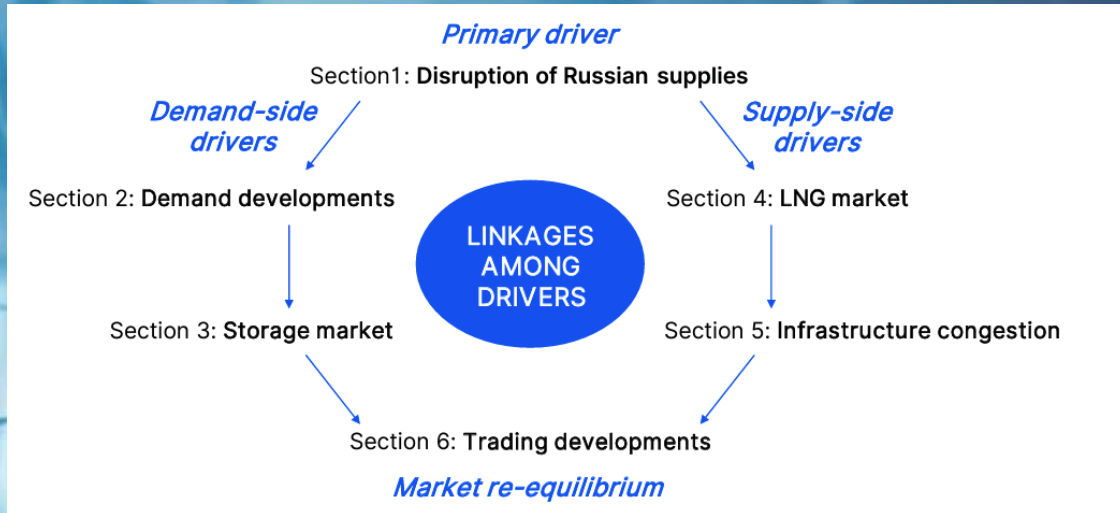 Primary driver
Section1: Disruption of Russian supplies
Demand-side
drivers
Supply-side
drivers
Section 2: Demand developments
Section 4: LNG market
LINKAGES
AMONG
DRIVERS
Section 3: Storage market
Section 5: Infrastructure congestion
Section 6: Trading developments
Market re-equilibrium